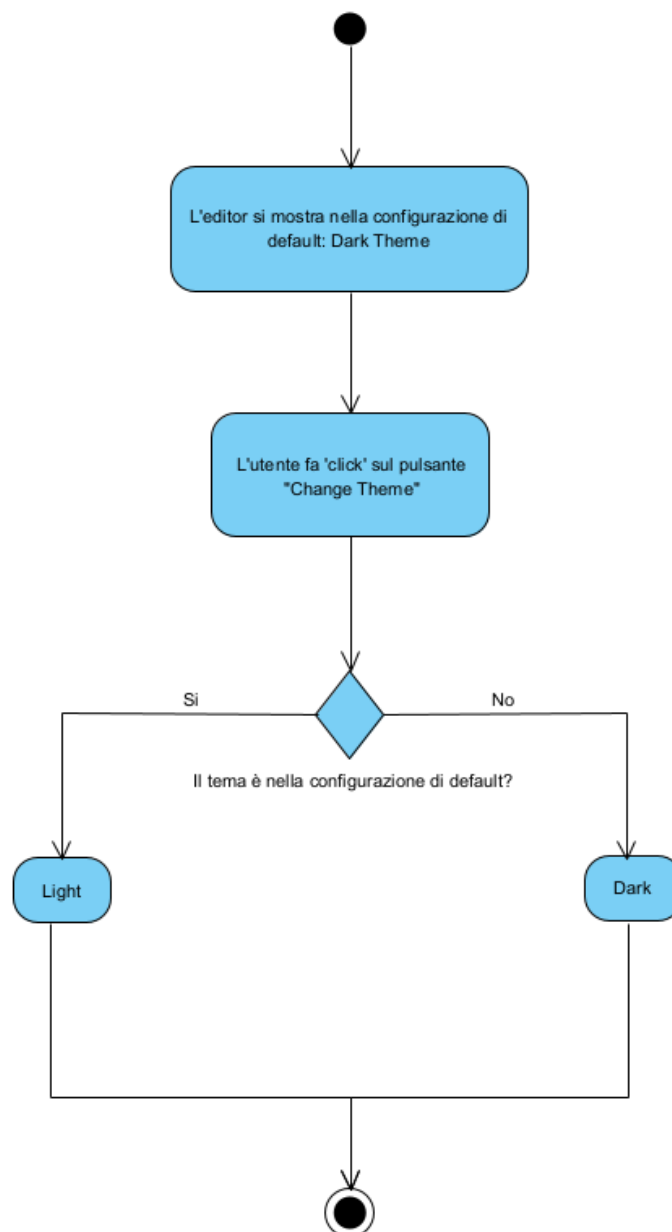 L'editor si mostra nella configurazione di
default: Dark Theme
L'utente fa 'click' sul pulsante
"Change Theme"
Si
No
Il tema è nella configurazione di default?
Light
Dark